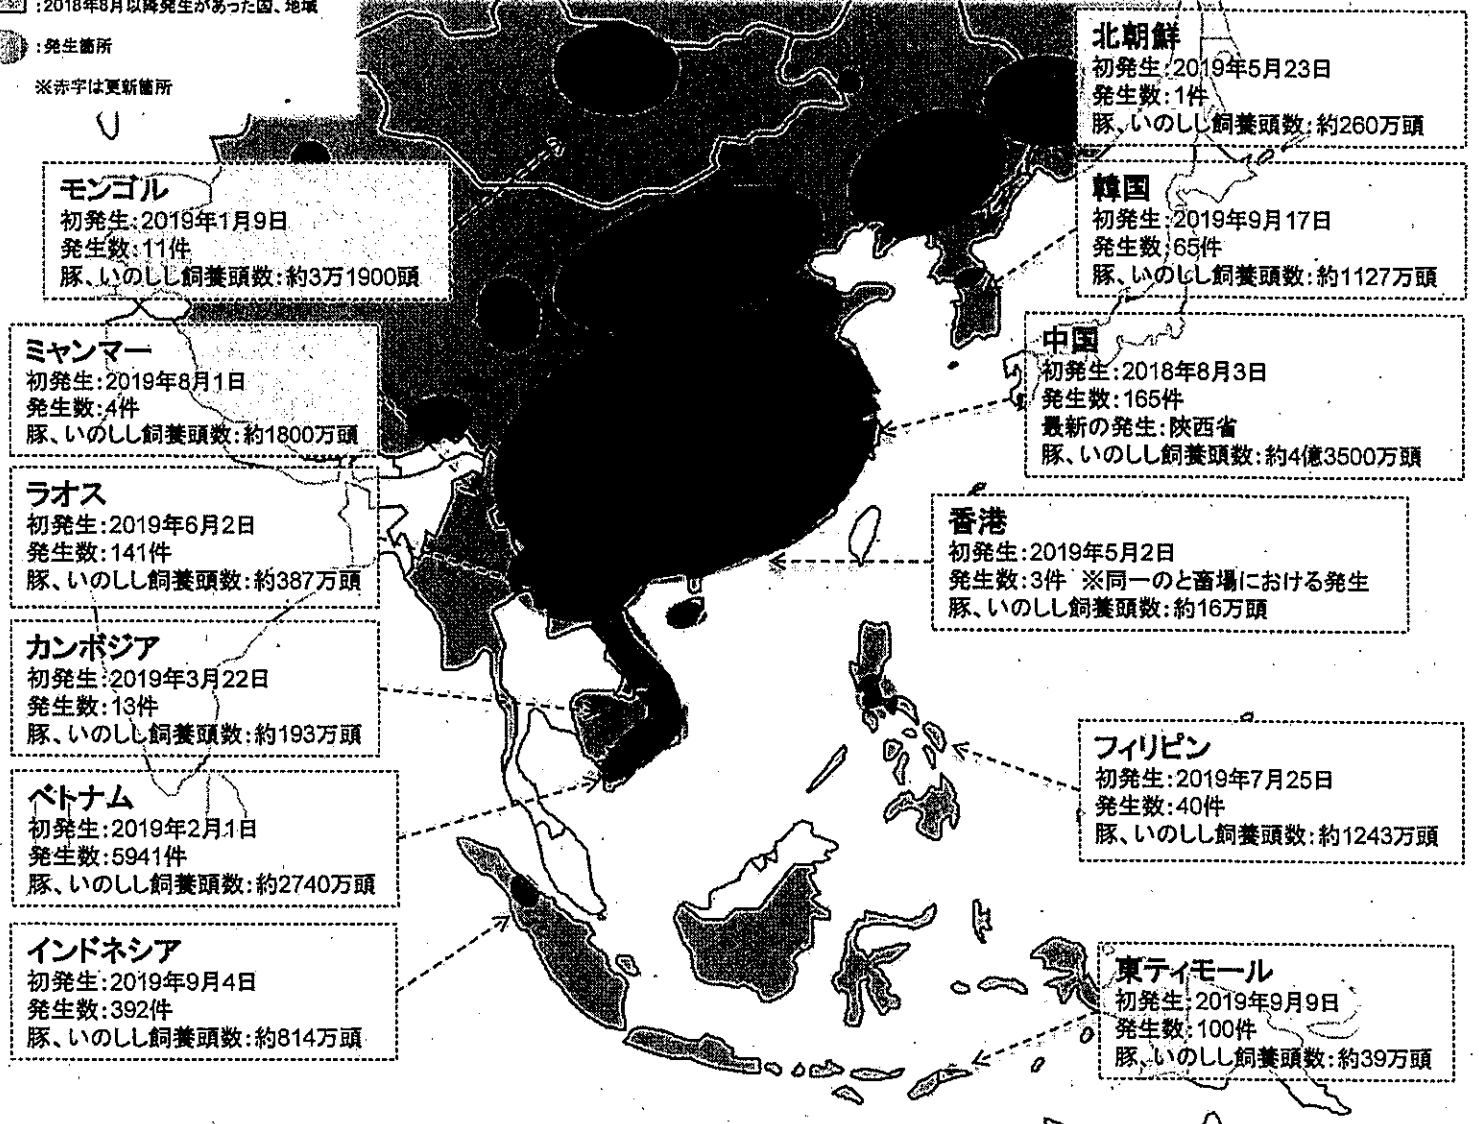 :2018年8月以降発生があった国、地域
:発生箇所
※赤字は更新箇所
北朝鮮
初発生:2019年5月23日
発生数:1件
豚、いのしし飼養頭数:約260万頭
モンゴル
初発生:2019年1月9日
発生数:11件
豚、いのしし飼養頭数:約3万1900頭
韓国
初発生:2019年9月17日
発生数:65件
豚、いのしし飼養頭数:約1127万頭
ミャンマー
初発生:2019年8月1日
発生数:4件
豚、いのしし飼養頭数:約1800万頭
中国
初発生:2018年8月3日
発生数:165件
最新の発生:陝西省
豚、いのしし飼養頭数:約4億3500万頭
ラオス
初発生:2019年6月2日
発生数:141件
豚、いのしし飼養頭数:約387万頭
香港
初発生:2019年5月2日
発生数:3件 ※同一のと畜場における発生
豚、いのしし飼養頭数:約16万頭
カンボジア
初発生:2019年3月22日
発生数:13件
豚、いのしし飼養頭数:約193万頭
フィリピン
初発生:2019年7月25日
発生数:40件
豚、いのしし飼養頭数:約1243万頭
ベトナム
初発生:2019年2月1日
発生数:5941件
豚、いのしし飼養頭数:約2740万頭
インドネシア
初発生:2019年9月4日
発生数:392件
豚、いのしし飼養頭数:約814万頭
東ティモール
初発生:2019年9月9日
発生数:100件
豚、いのしし飼養頭数:約39万頭